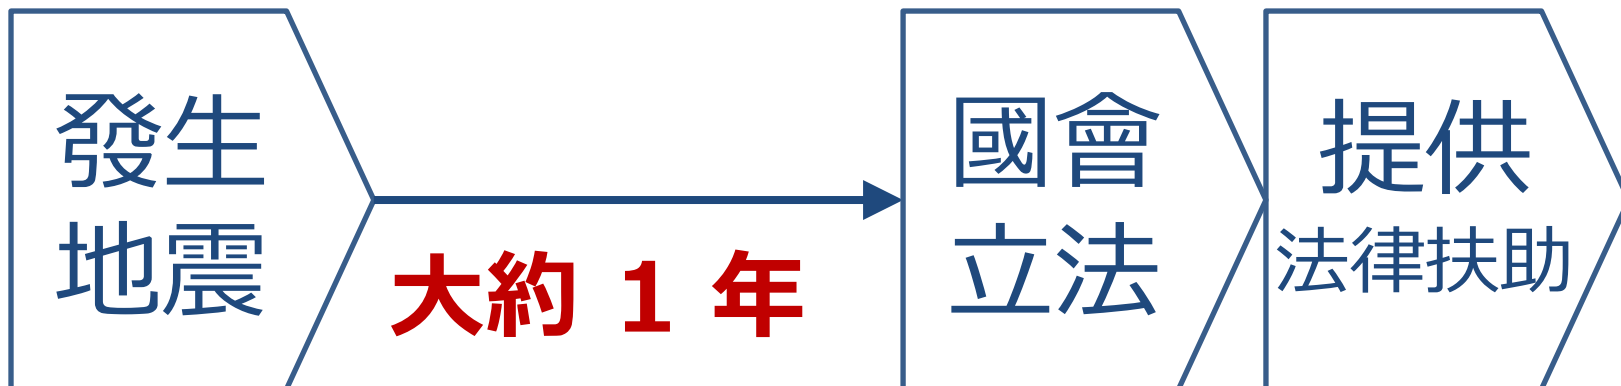 發生
地震
大約 1 年
國會
立法
提供
法律扶助